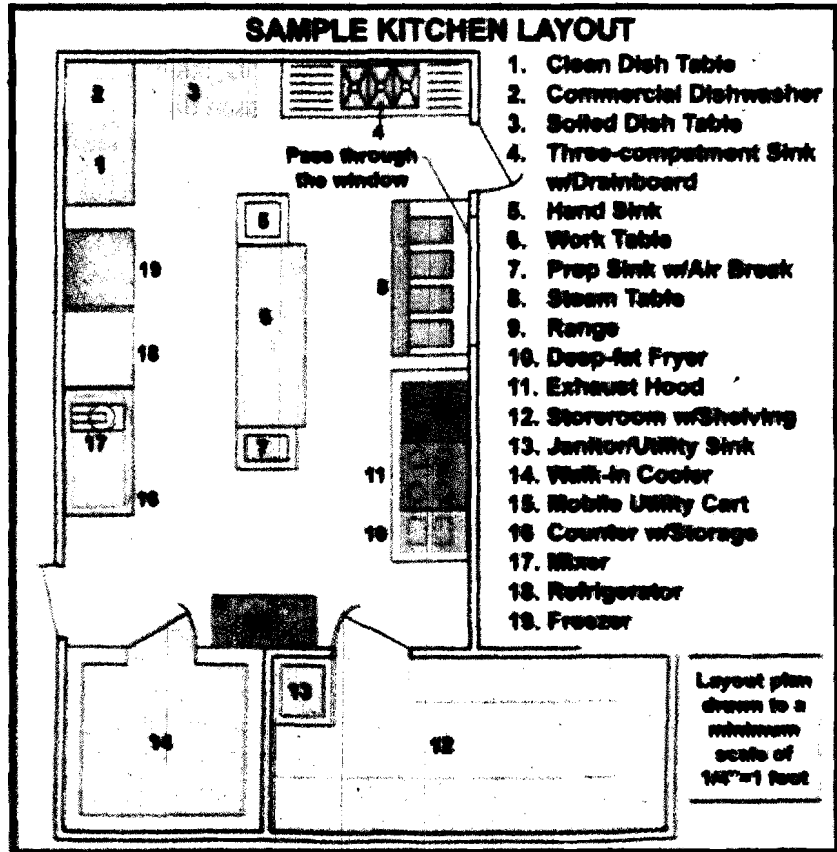 SAMPLE KITCHEN LAYOUT
1. Clean Dish Table
2. Commercial Dishwasher
3. Soiled Dish Table
4. Three-compatment Sink
w/Drainboard
5. Hand Sink
6. Work Table
7. Prep Sink w/Air Break
8. Steam Table
9. Range
10. Deep-fat Fryer
11. Exhaust Hood
12. Storeroom w/Shelving
13. Janitor/Utility Sink
14. Walk-in Cooler
15. Mobile Utility Cart
16 Counter w/Storage
17. Mixer
18. Refrigerator
19. Freezer
Layout plan
drawn to a
minimum
scale of
1/4"=1 foot
2
3
4
1
Pass through
the window
5
19
8
6
18
17
7
11
16
10
13
14
12